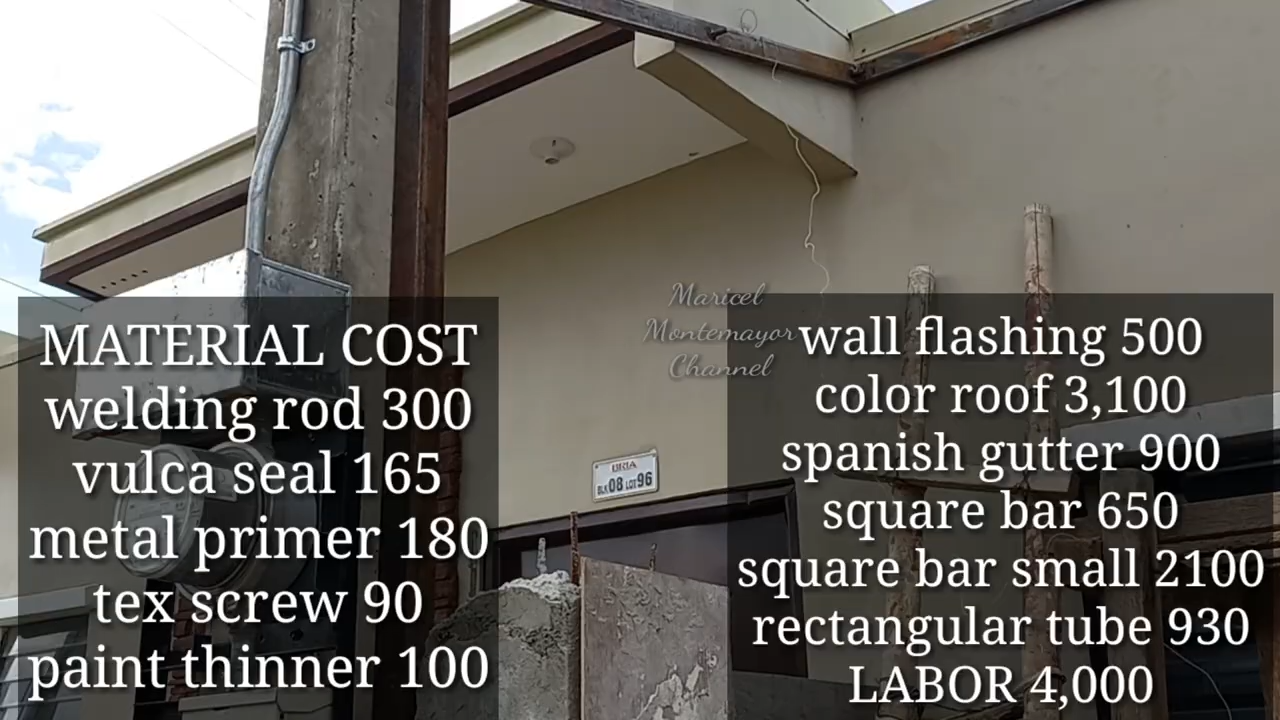 MATERIAL COST
welding rod 300
vulca seal 165
metal primer 180
tex screw 90
paint thinner 100
Maricel
Montemayor
Channel
wall flashing 500
color roof 3,100
spanish gutter 900
square bar 650
square bar small 2100
rectangular tube 930
LABOR 4,000
BRIA
BLK 08 LOT 96